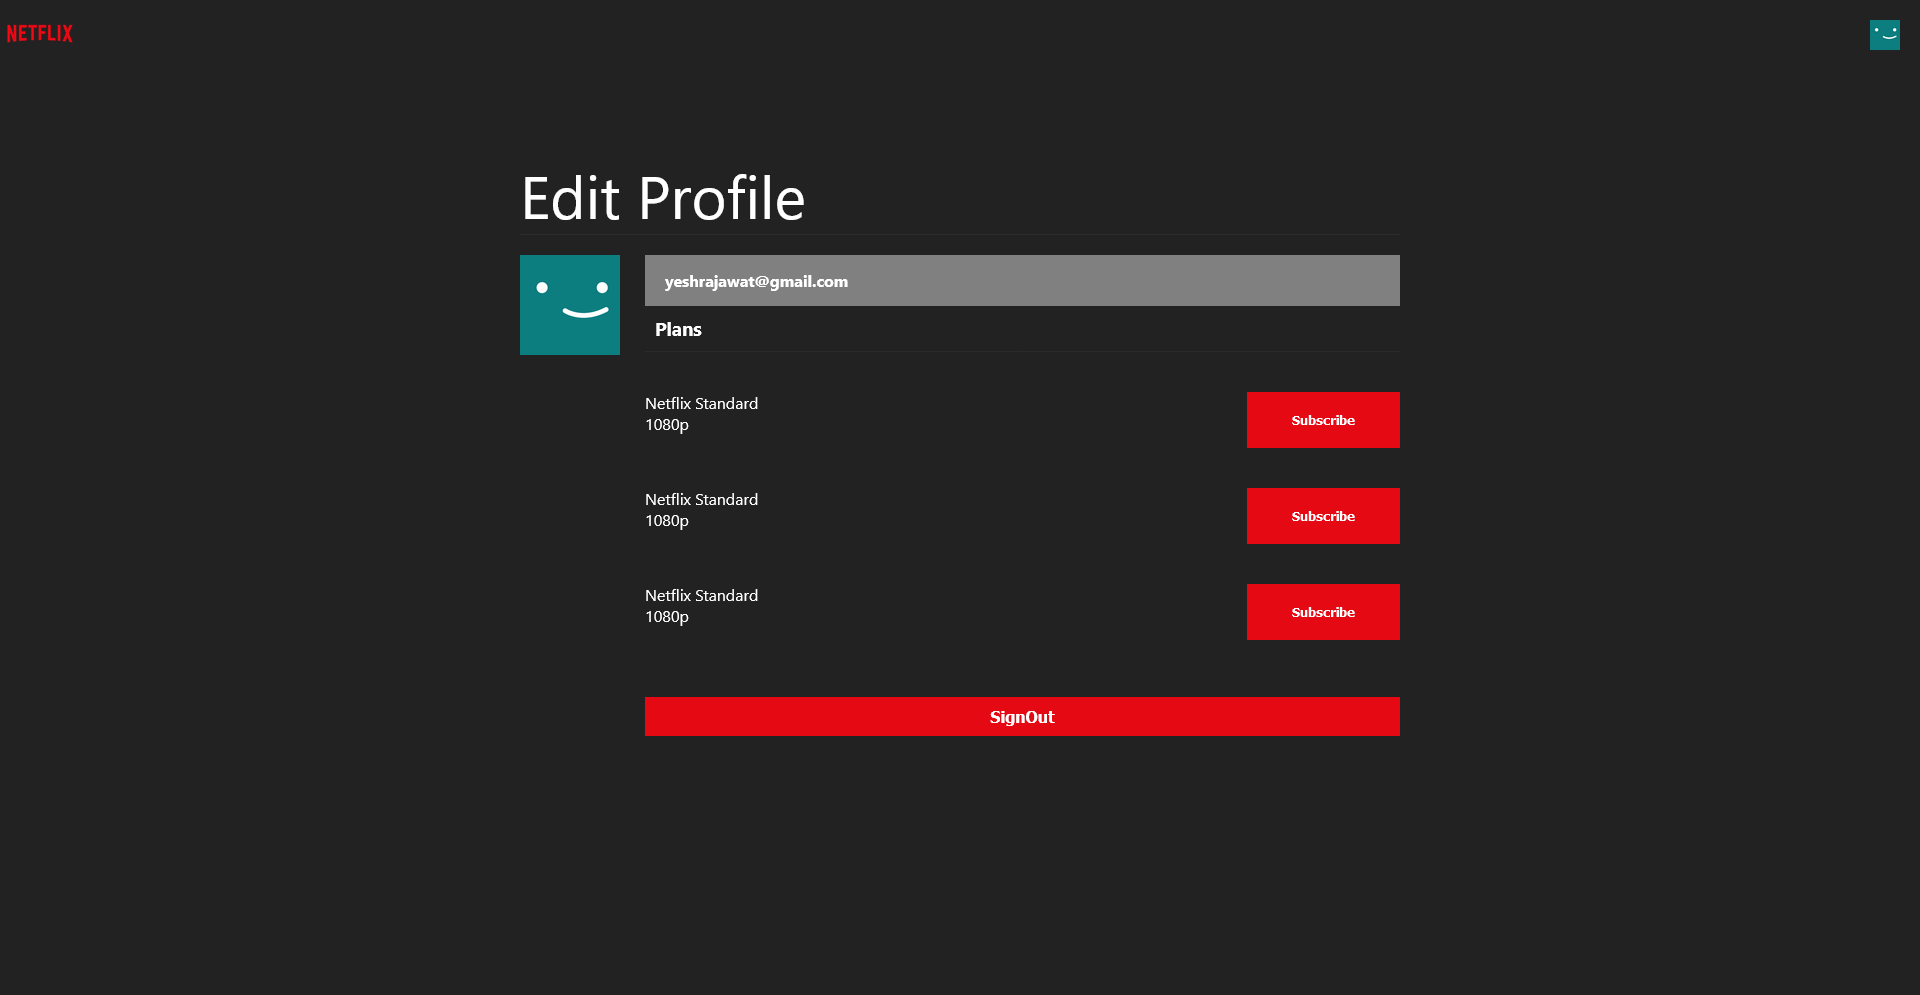 NETFLIX
Edit Profile
yeshrajawat@gmail.com
Plans
Netflix Standard
1080p
Subscribe
Netflix Standard
1080p
Subscribe
Netflix Standard
1080p
Subscribe
SignOut